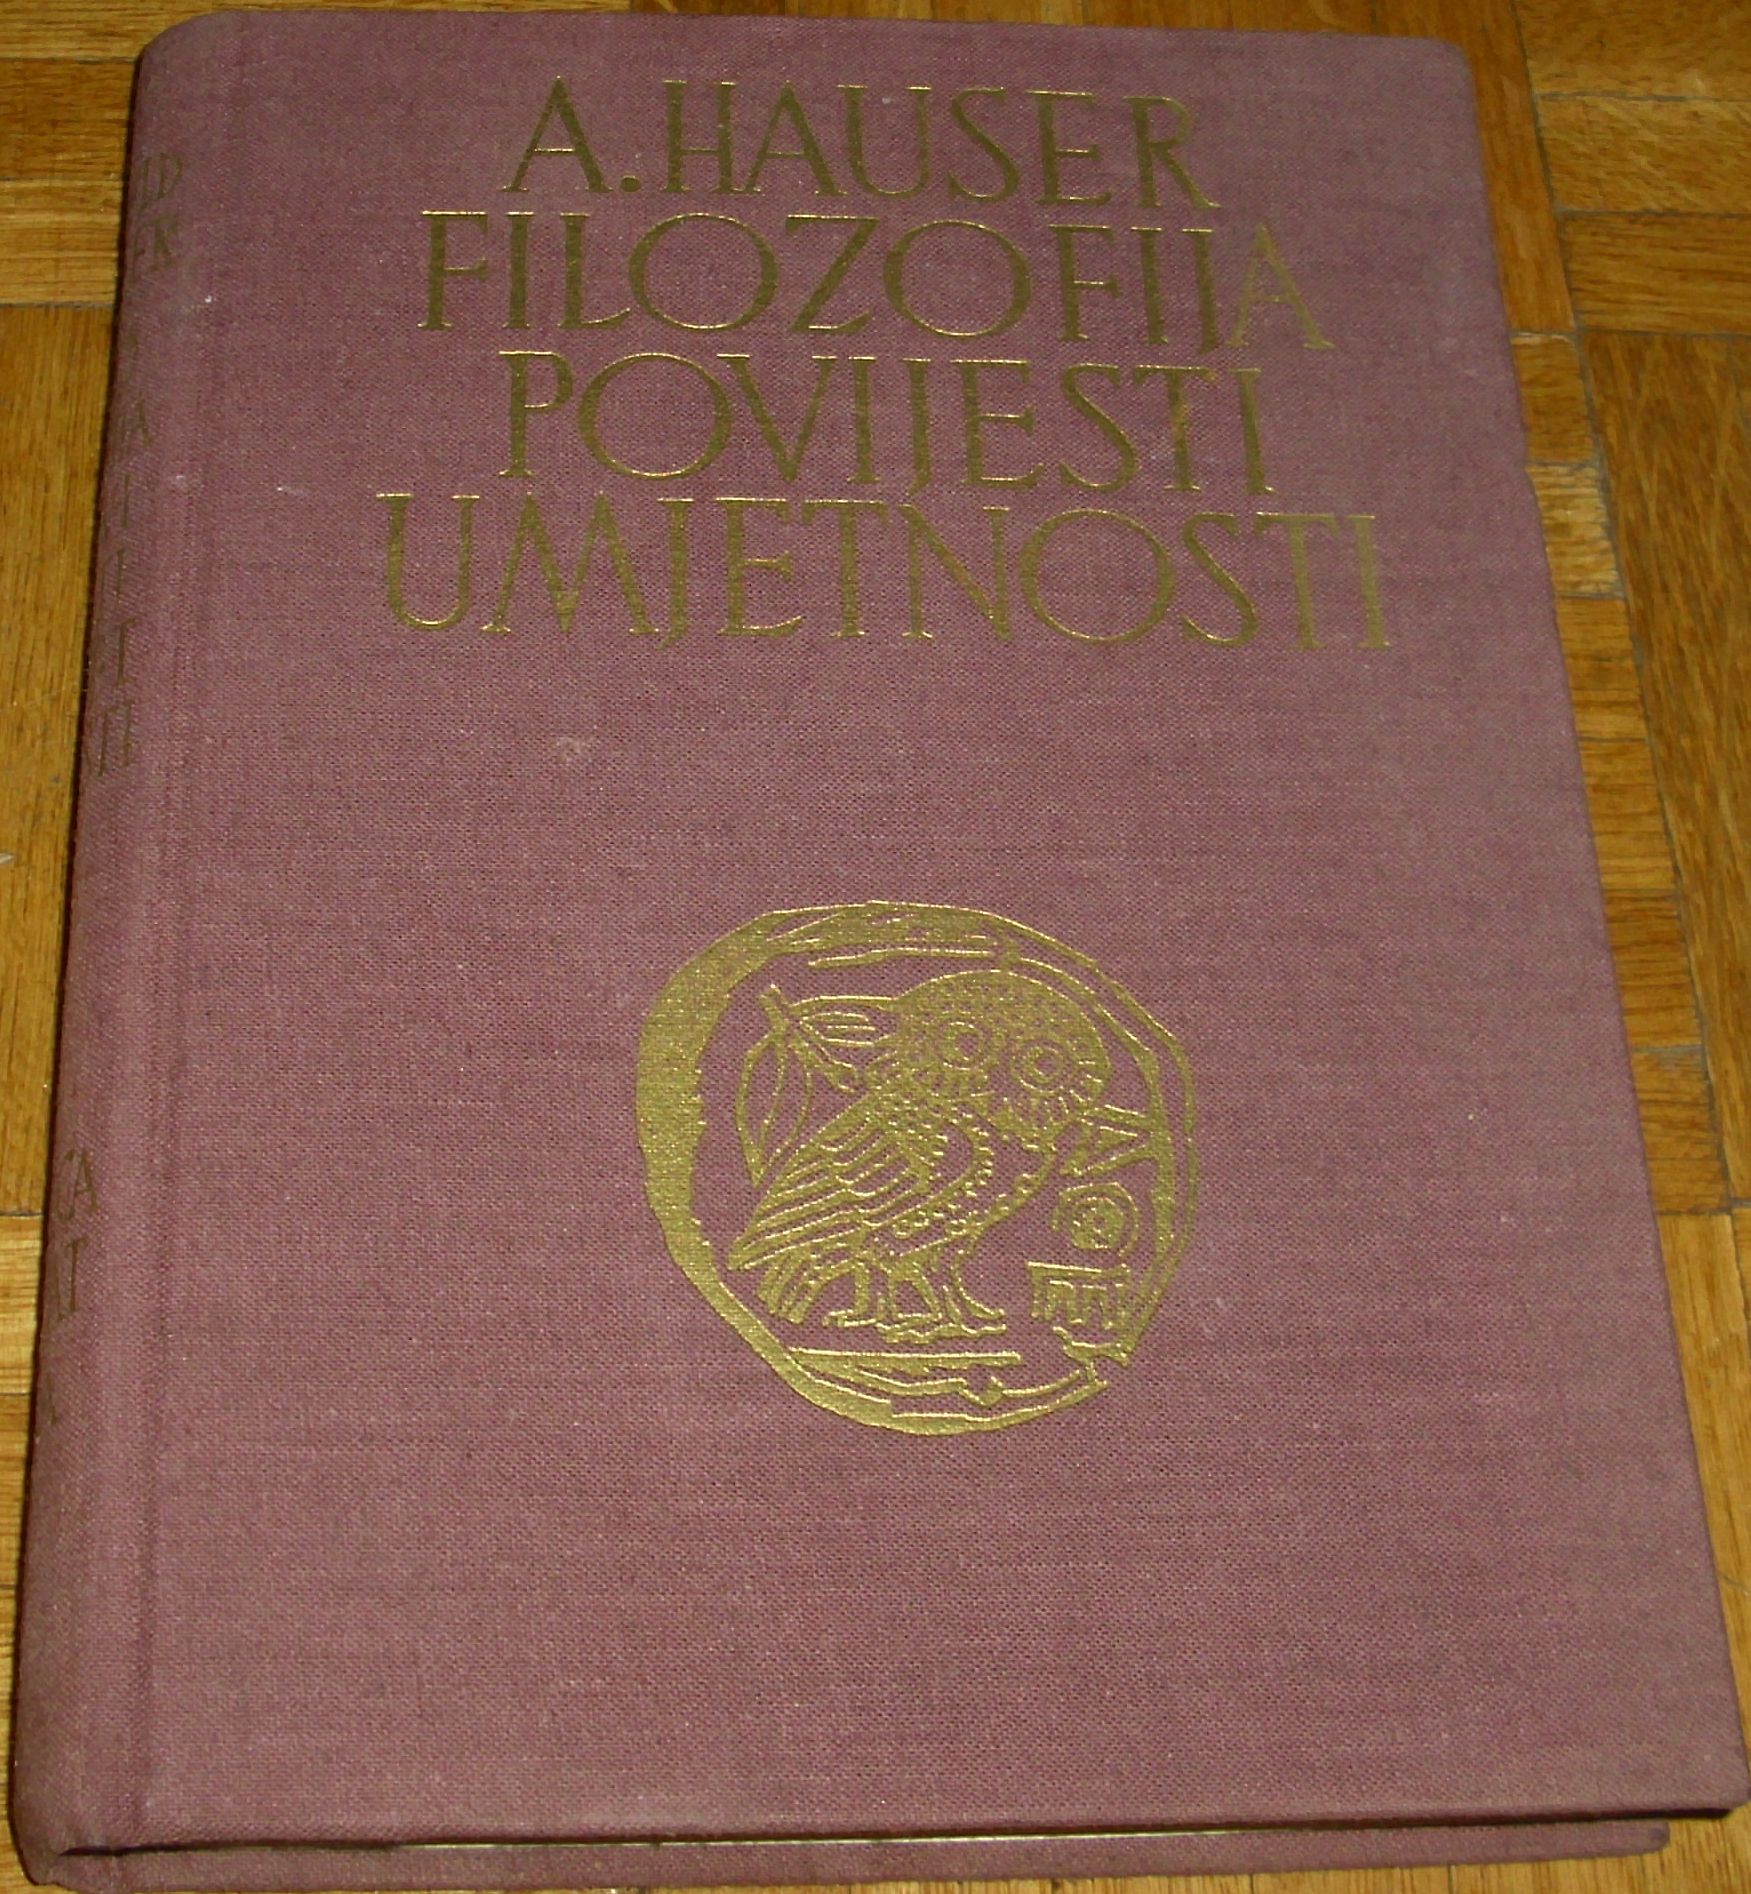 A. HAUSER
FILOZOFIJA
POVIJESTI
UMJETNOSTI